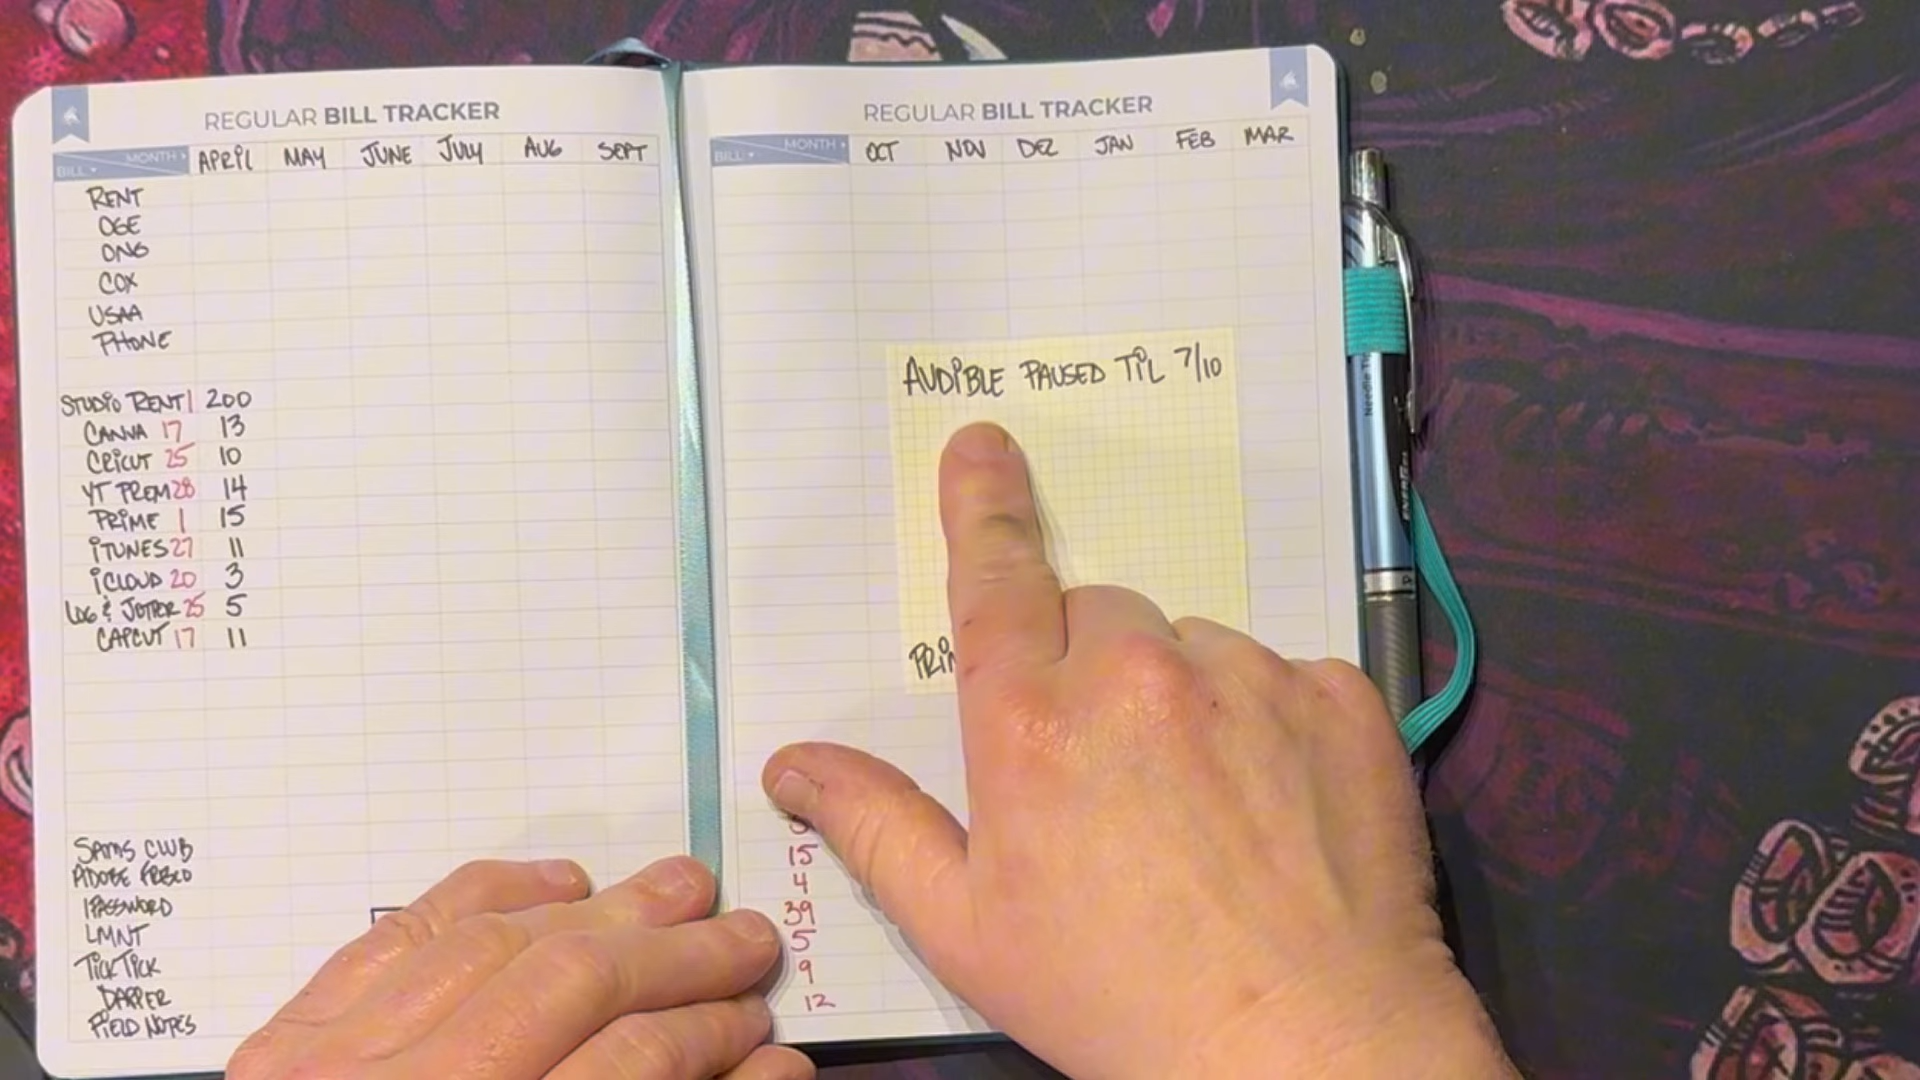 REGULAR BILL TRACKER
MONTH APRIL MAY JUNE JULY AUG SEPT
BILL
RENT
OGE
ONG
COX
USAA
PHONE
STUDIO RENT 1 200
CANVA 17 13
CRICUT 25 10
YT PREM 28 14
PRIME 1 15
iTUNES 27 11
iCLOUD 20 3
LOG & JOTTER 25 5
CAPCUT 17 11
SAMS CLUB
ADOBE
1PASSWORD
LMNT
TICKTICK
DAPPER
FIELD NOTES
REGULAR BILL TRACKER
MONTH OCT NOV DEZ JAN FEB MAR
BILL
AUDIBLE PAUSED TIL 7/10
15
4
39
5
9
12
ENERGEL